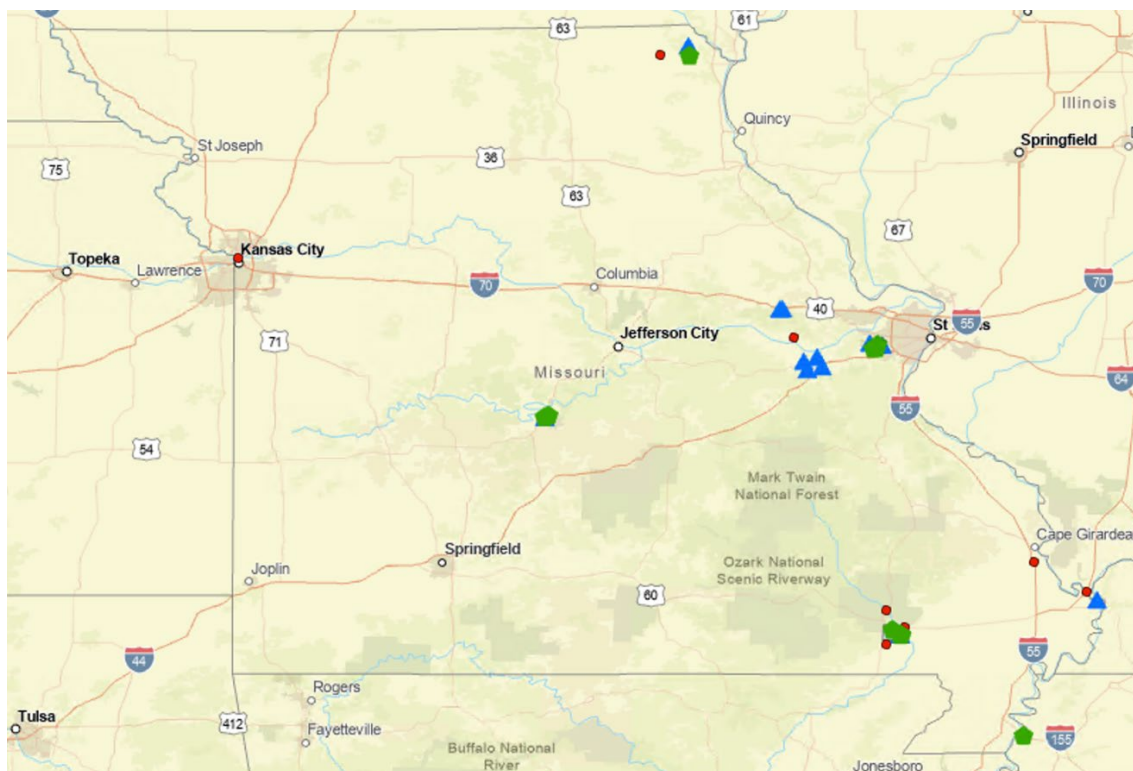 63
61
Illinois
Quincy
St Joseph
Springfield
36
75
63
67
Kansas City
Topeka
Lawrence
70
Columbia
70
40
55
St
s
Jefferson City
71
Missouri
64
55
54
Mark Twain
National Forest
Cape Girardea
Springfield
Ozark National
Scenic Riverway
Joplin
60
44
55
Rogers
Tulsa
412
Fayetteville
155
Buffalo National
River
Jonesboro